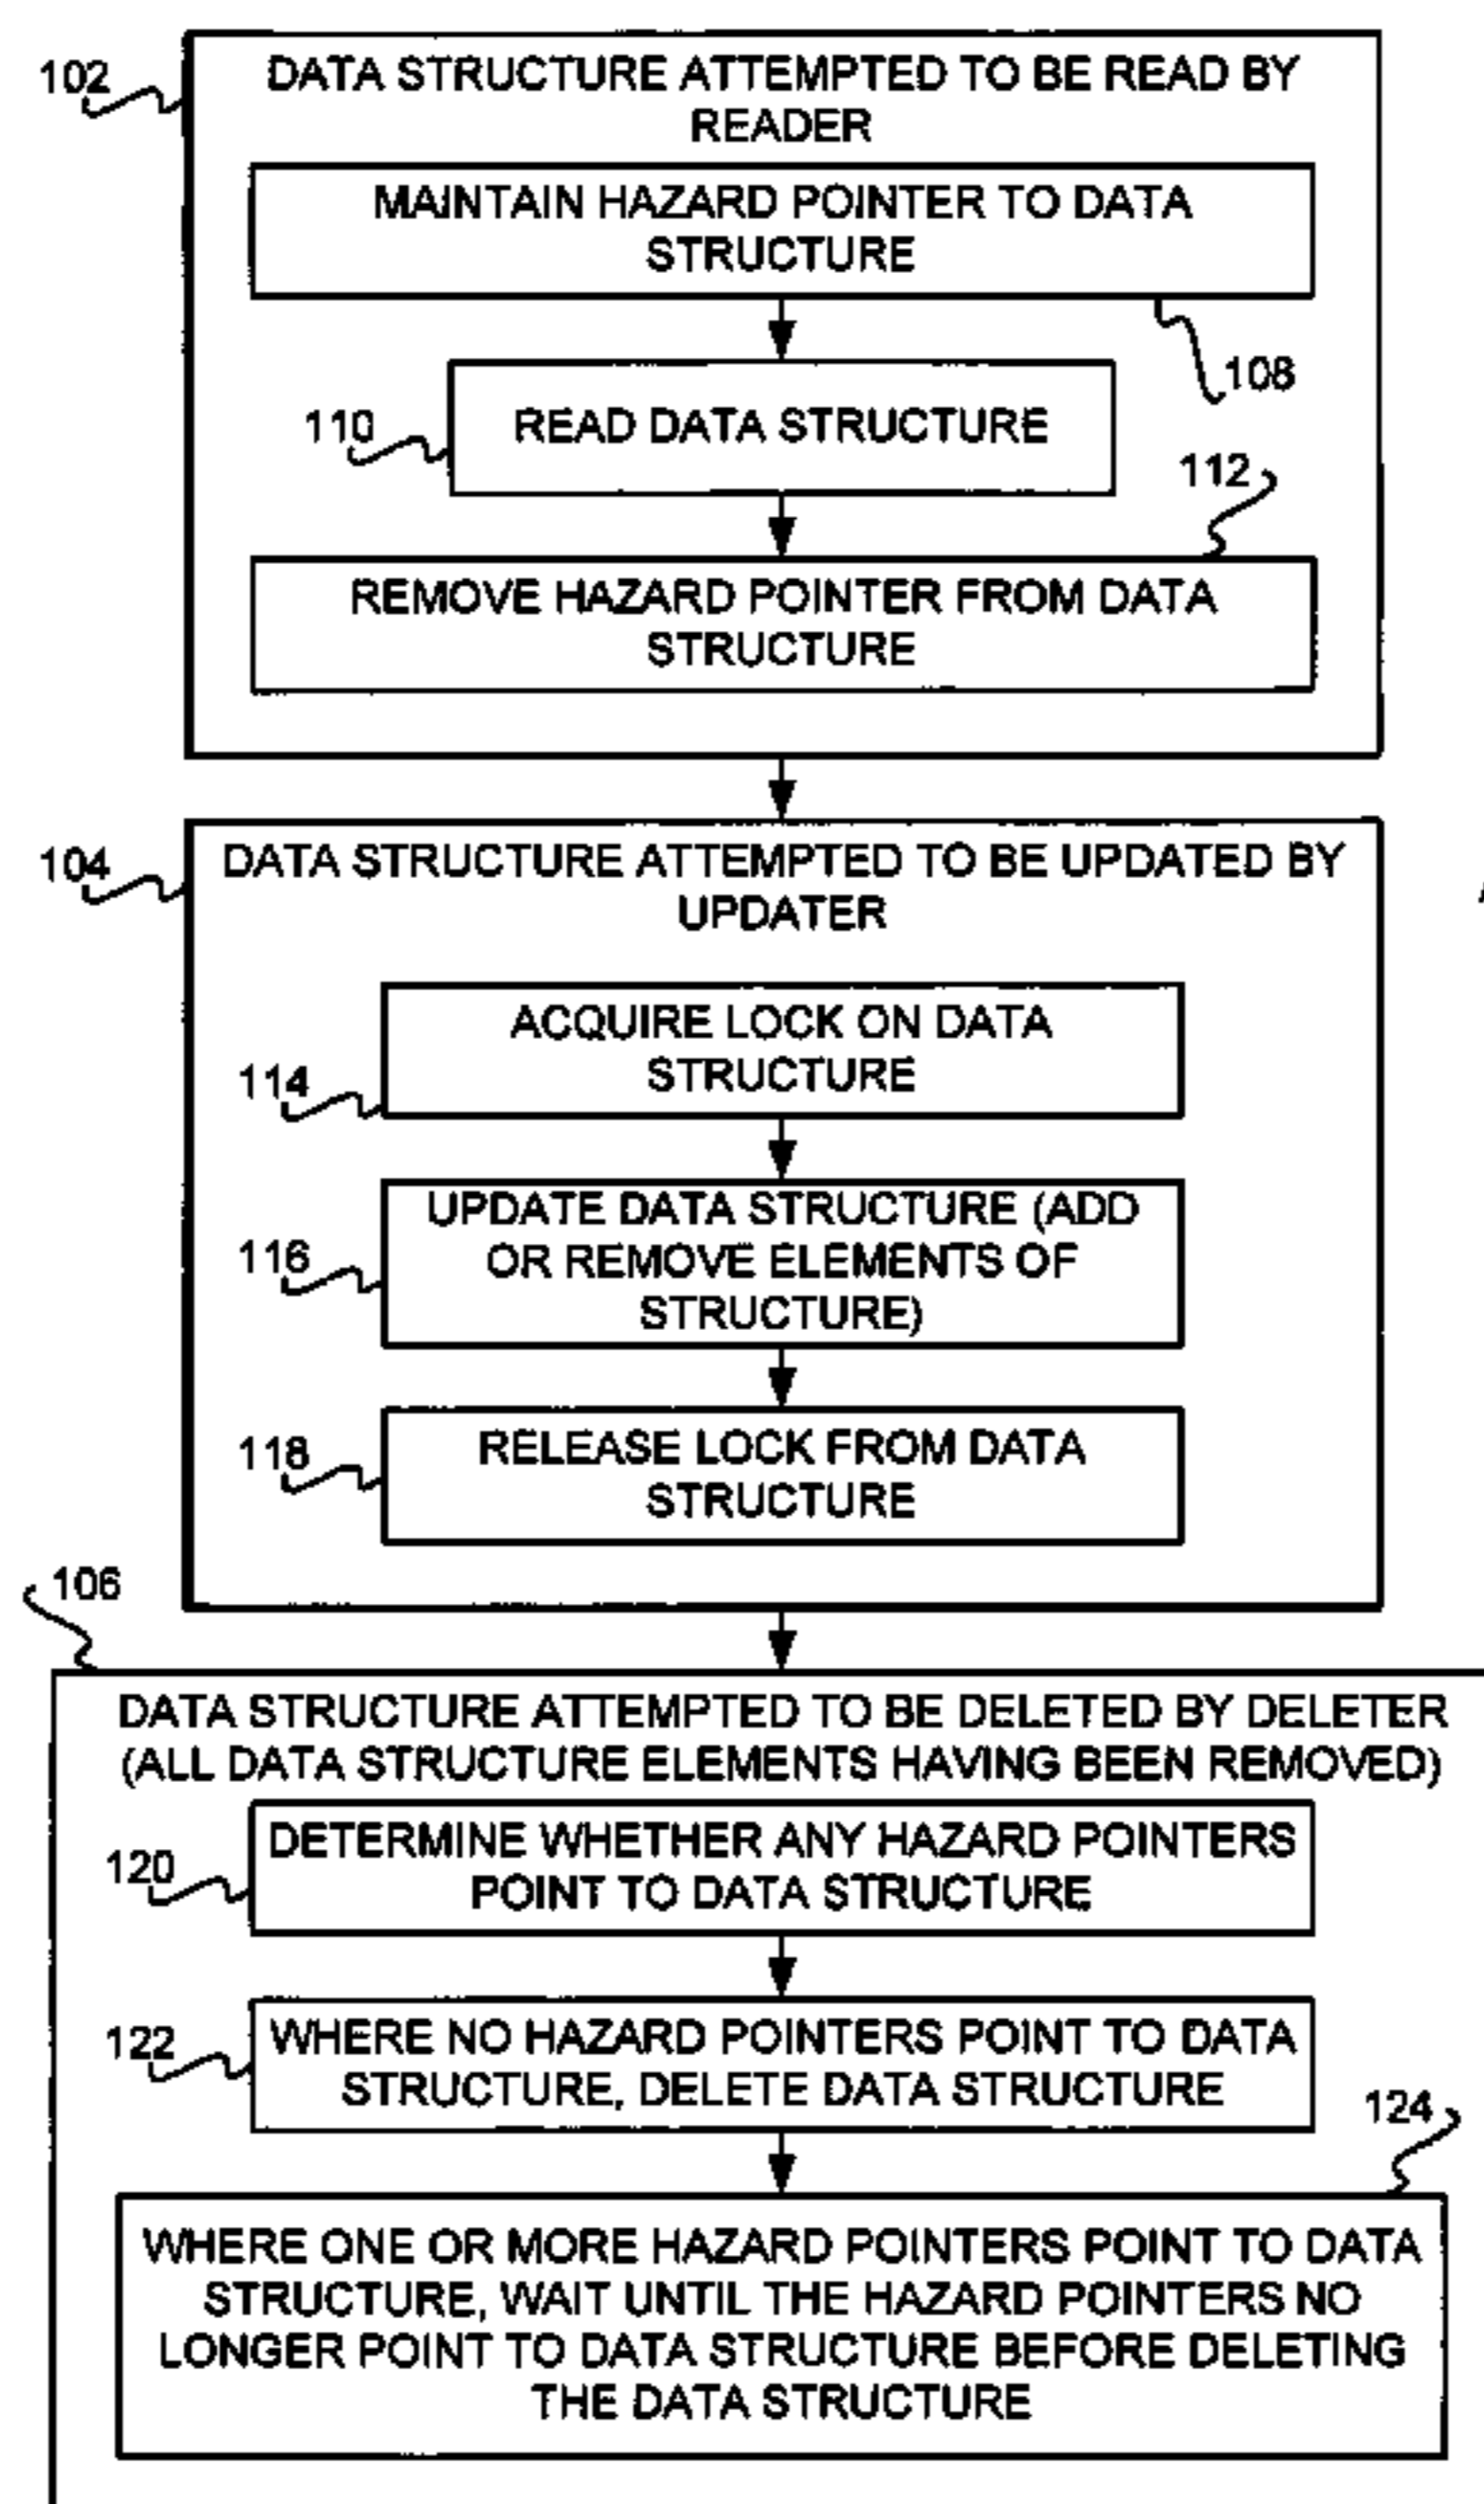 102
DATA STRUCTURE ATTEMPTED TO BE READ BY
READER
MAINTAIN HAZARD POINTER TO DATA
STRUCTURE
108
110
READ DATA STRUCTURE
112
REMOVE HAZARD POINTER FROM DATA
STRUCTURE
104
DATA STRUCTURE ATTEMPTED TO BE UPDATED BY
UPDATER
ACQUIRE LOCK ON DATA
STRUCTURE
114
UPDATE DATA STRUCTURE (ADD
OR REMOVE ELEMENTS OF
STRUCTURE)
116
RELEASE LOCK FROM DATA
STRUCTURE
118
106
DATA STRUCTURE ATTEMPTED TO BE DELETED BY DELETER
(ALL DATA STRUCTURE ELEMENTS HAVING BEEN REMOVED)
DETERMINE WHETHER ANY HAZARD POINTERS
POINT TO DATA STRUCTURE
120
WHERE NO HAZARD POINTERS POINT TO DATA
STRUCTURE, DELETE DATA STRUCTURE
122
124
WHERE ONE OR MORE HAZARD POINTERS POINT TO DATA
STRUCTURE, WAIT UNTIL THE HAZARD POINTERS NO
LONGER POINT TO DATA STRUCTURE BEFORE DELETING
THE DATA STRUCTURE